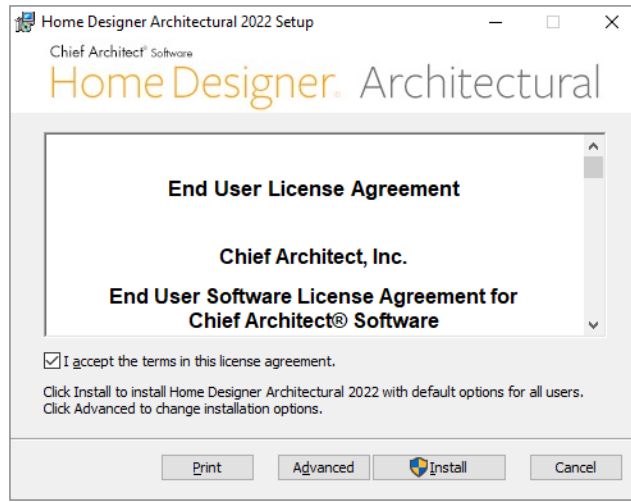 Home Designer Architectural 2022 Setup
Chief Architect® Software
Home Designer® Architectural
End User License Agreement
Chief Architect, Inc.
End User Software License Agreement for
Chief Architect® Software
I accept the terms in this license agreement.
Click Install to install Home Designer Architectural 2022 with default options for all users.
Click Advanced to change installation options.
Print Advanced Install Cancel